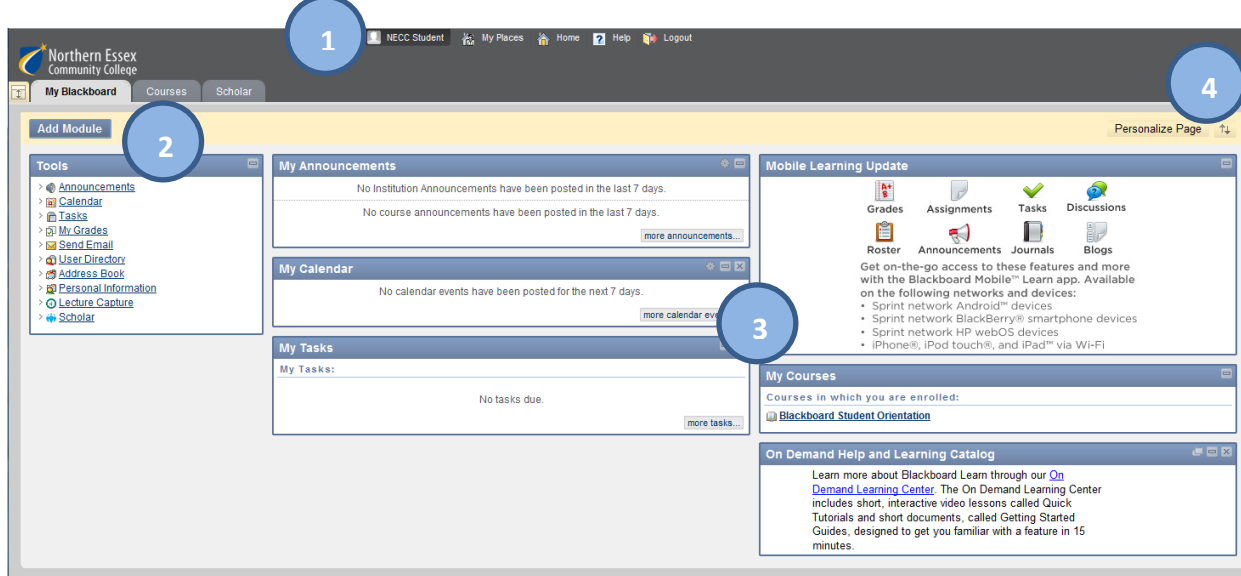 1
NECC Student My Places Home Help Logout
Northern Essex
Community College
My Blackboard Courses Scholar
4
Add Module
2
Personalize Page
Tools
Announcements
Calendar
Tasks
My Grades
Send Email
User Directory
Address Book
Personal Information
Lecture Capture
Scholar
My Announcements
No Institution Announcements have been posted in the last 7 days.
No course announcements have been posted in the last 7 days.
more announcements...
My Calendar
No calendar events have been posted for the next 7 days.
more calendar
3
My Tasks
My Tasks:
No tasks due.
more tasks...
Mobile Learning Update
A+
Grades Assignments Tasks Discussions
Roster Announcements Journals Blogs
Get on-the-go access to these features and more
with the Blackboard Mobile™ Learn app. Available
on the following networks and devices:
• Sprint network Android™ devices
• Sprint network BlackBerry® smartphone devices
• Sprint network HP webOS devices
• iPhone®, iPod touch®, and iPad™ via Wi-Fi
My Courses
Courses in which you are enrolled:
Blackboard Student Orientation
On Demand Help and Learning Catalog
Learn more about Blackboard Learn through our On
Demand Learning Center. The On Demand Learning Center
includes short, interactive video lessons called Quick
Tutorials and short documents, called Getting Started
Guides, designed to get you familiar with a feature in 15
minutes.